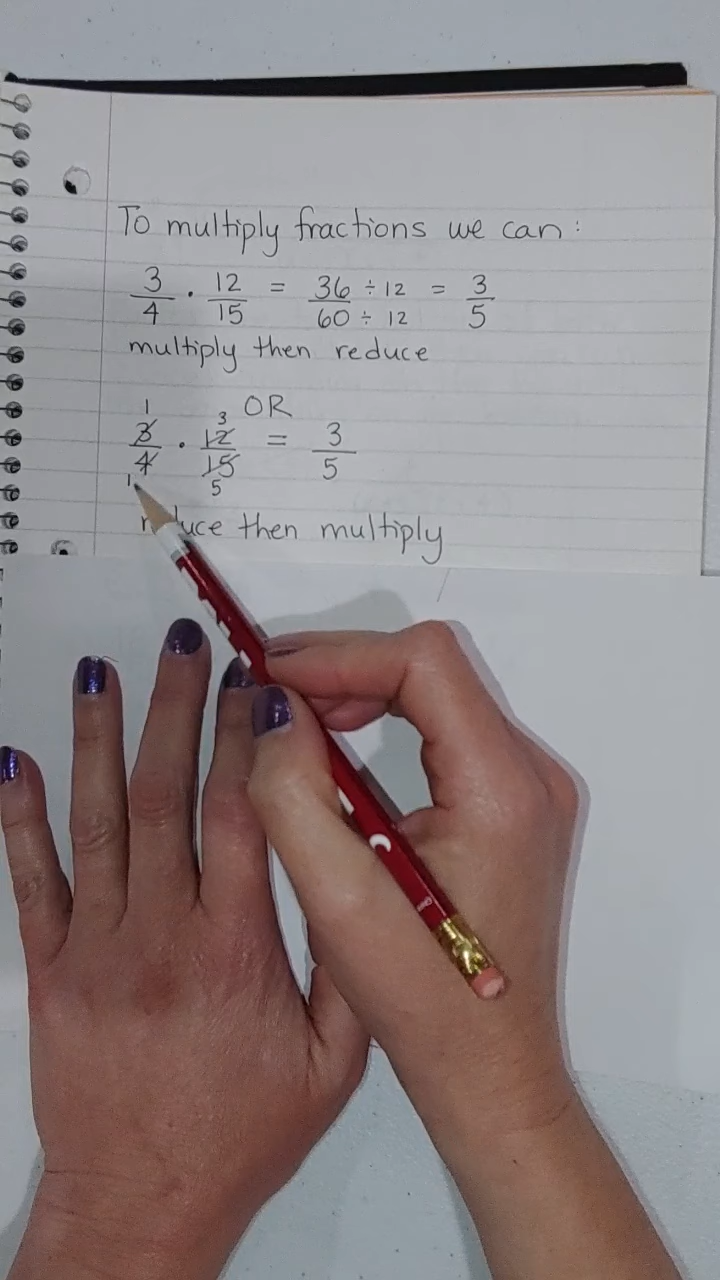 To multiply fractions we can:
3/4 · 12/15 = 36 ÷ 12/60 ÷ 12 = 3/5
multiply then reduce
OR
1 3
3/4 · 12/15 = 3/5
1 5
reduce then multiply